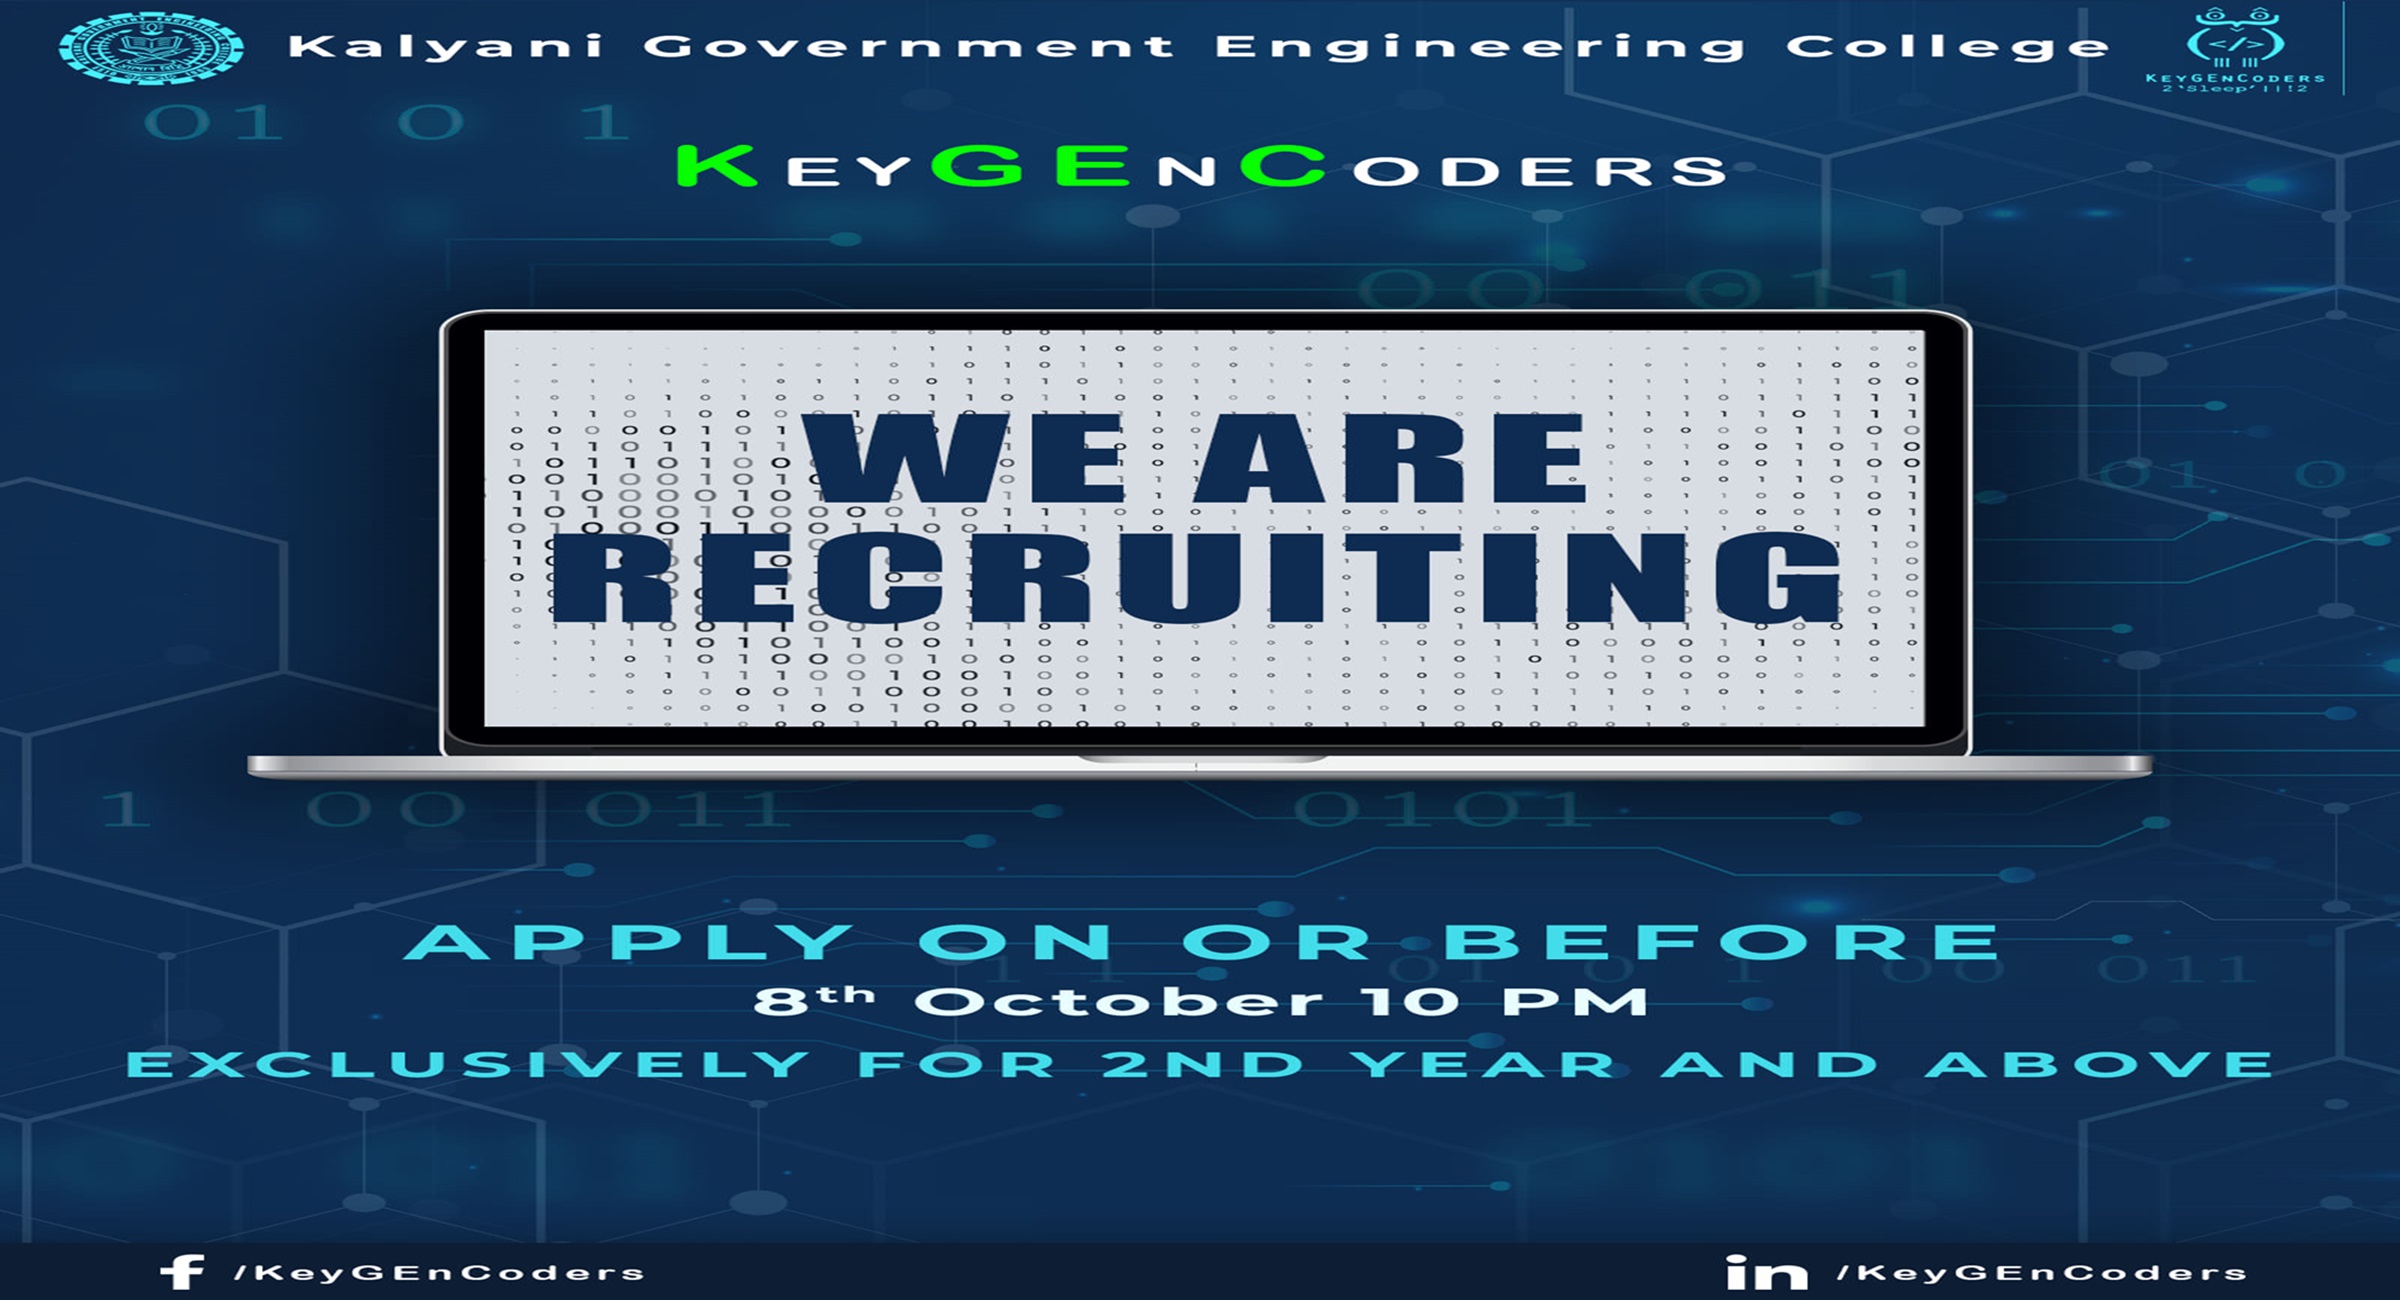 Kalyani Government Engineering College
KEYGENCODERS
2'Sleep'||!2
KEYGENCODERS
WE ARE
RECRUITING
APPLY ON OR BEFORE
8th October 10 PM
EXCLUSIVELY FOR 2ND YEAR AND ABOVE
f /KeyGEnCoders
in /KeyGEnCoders